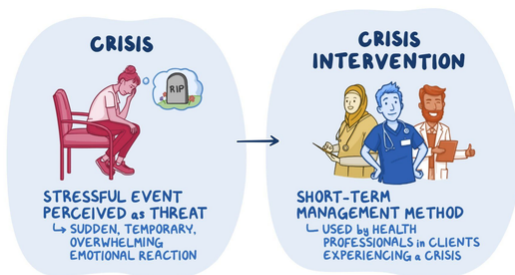 CRISIS
RIP
STRESSFUL EVENT
PERCEIVED as THREAT
↳ SUDDEN, TEMPORARY,
OVERWHELMING
EMOTIONAL REACTION
CRISIS
INTERVENTION
SHORT-TERM
MANAGEMENT METHOD
↳ USED by HEALTH
PROFESSIONALS in CLIENTS
EXPERIENCING a CRISIS